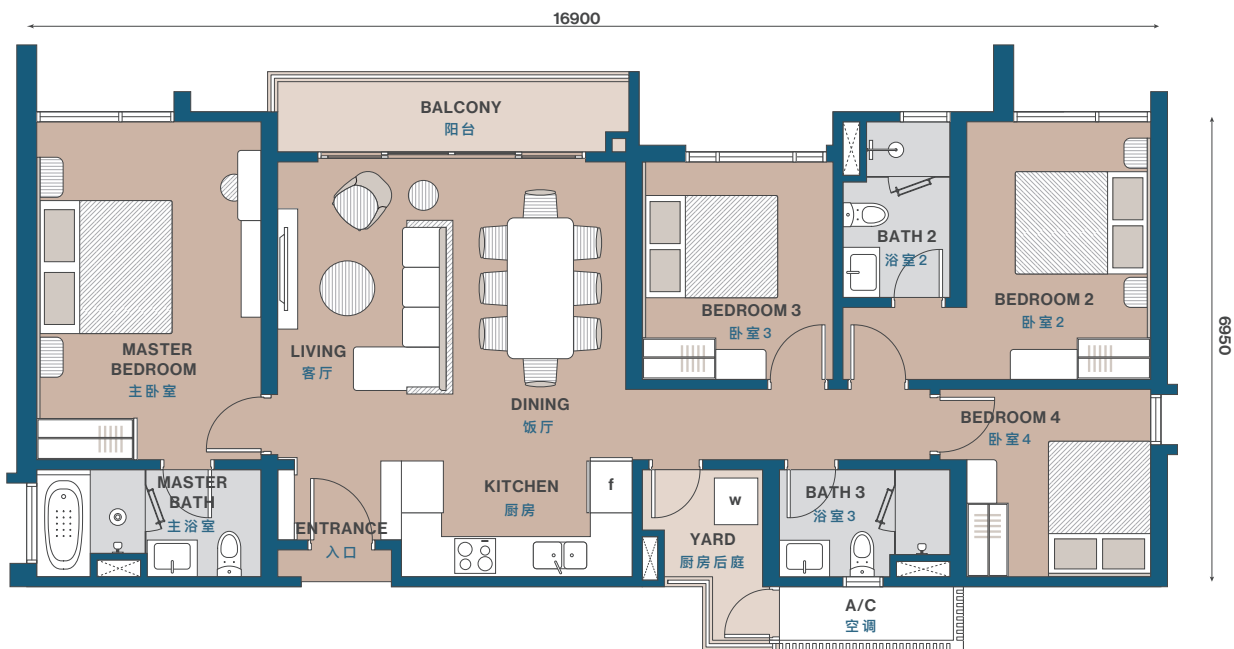 16900
BALCONY
阳台
6950
BATH 2
浴室2
BEDROOM 2
卧室2
BEDROOM 3
卧室3
MASTER
BEDROOM
主卧室
LIVING
客厅
DINING
饭厅
BEDROOM 4
卧室4
MASTER
BATH
主浴室
ENTRANCE
入口
KITCHEN
厨房
f
w
YARD
厨房后庭
BATH 3
浴室3
A/C
空调